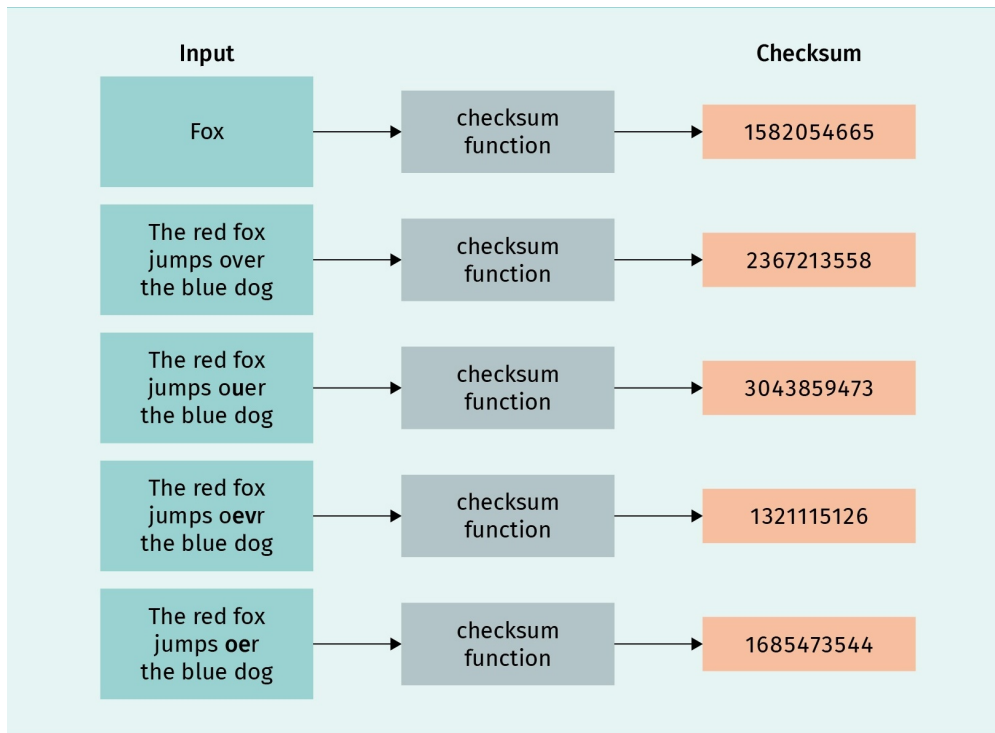 Input
Checksum
Fox
checksum
function
1582054665
The red fox
jumps over
the blue dog
checksum
function
2367213558
The red fox
jumps ouer
the blue dog
checksum
function
3043859473
The red fox
jumps oevr
the blue dog
checksum
function
1321115126
The red fox
jumps oer
the blue dog
checksum
function
1685473544